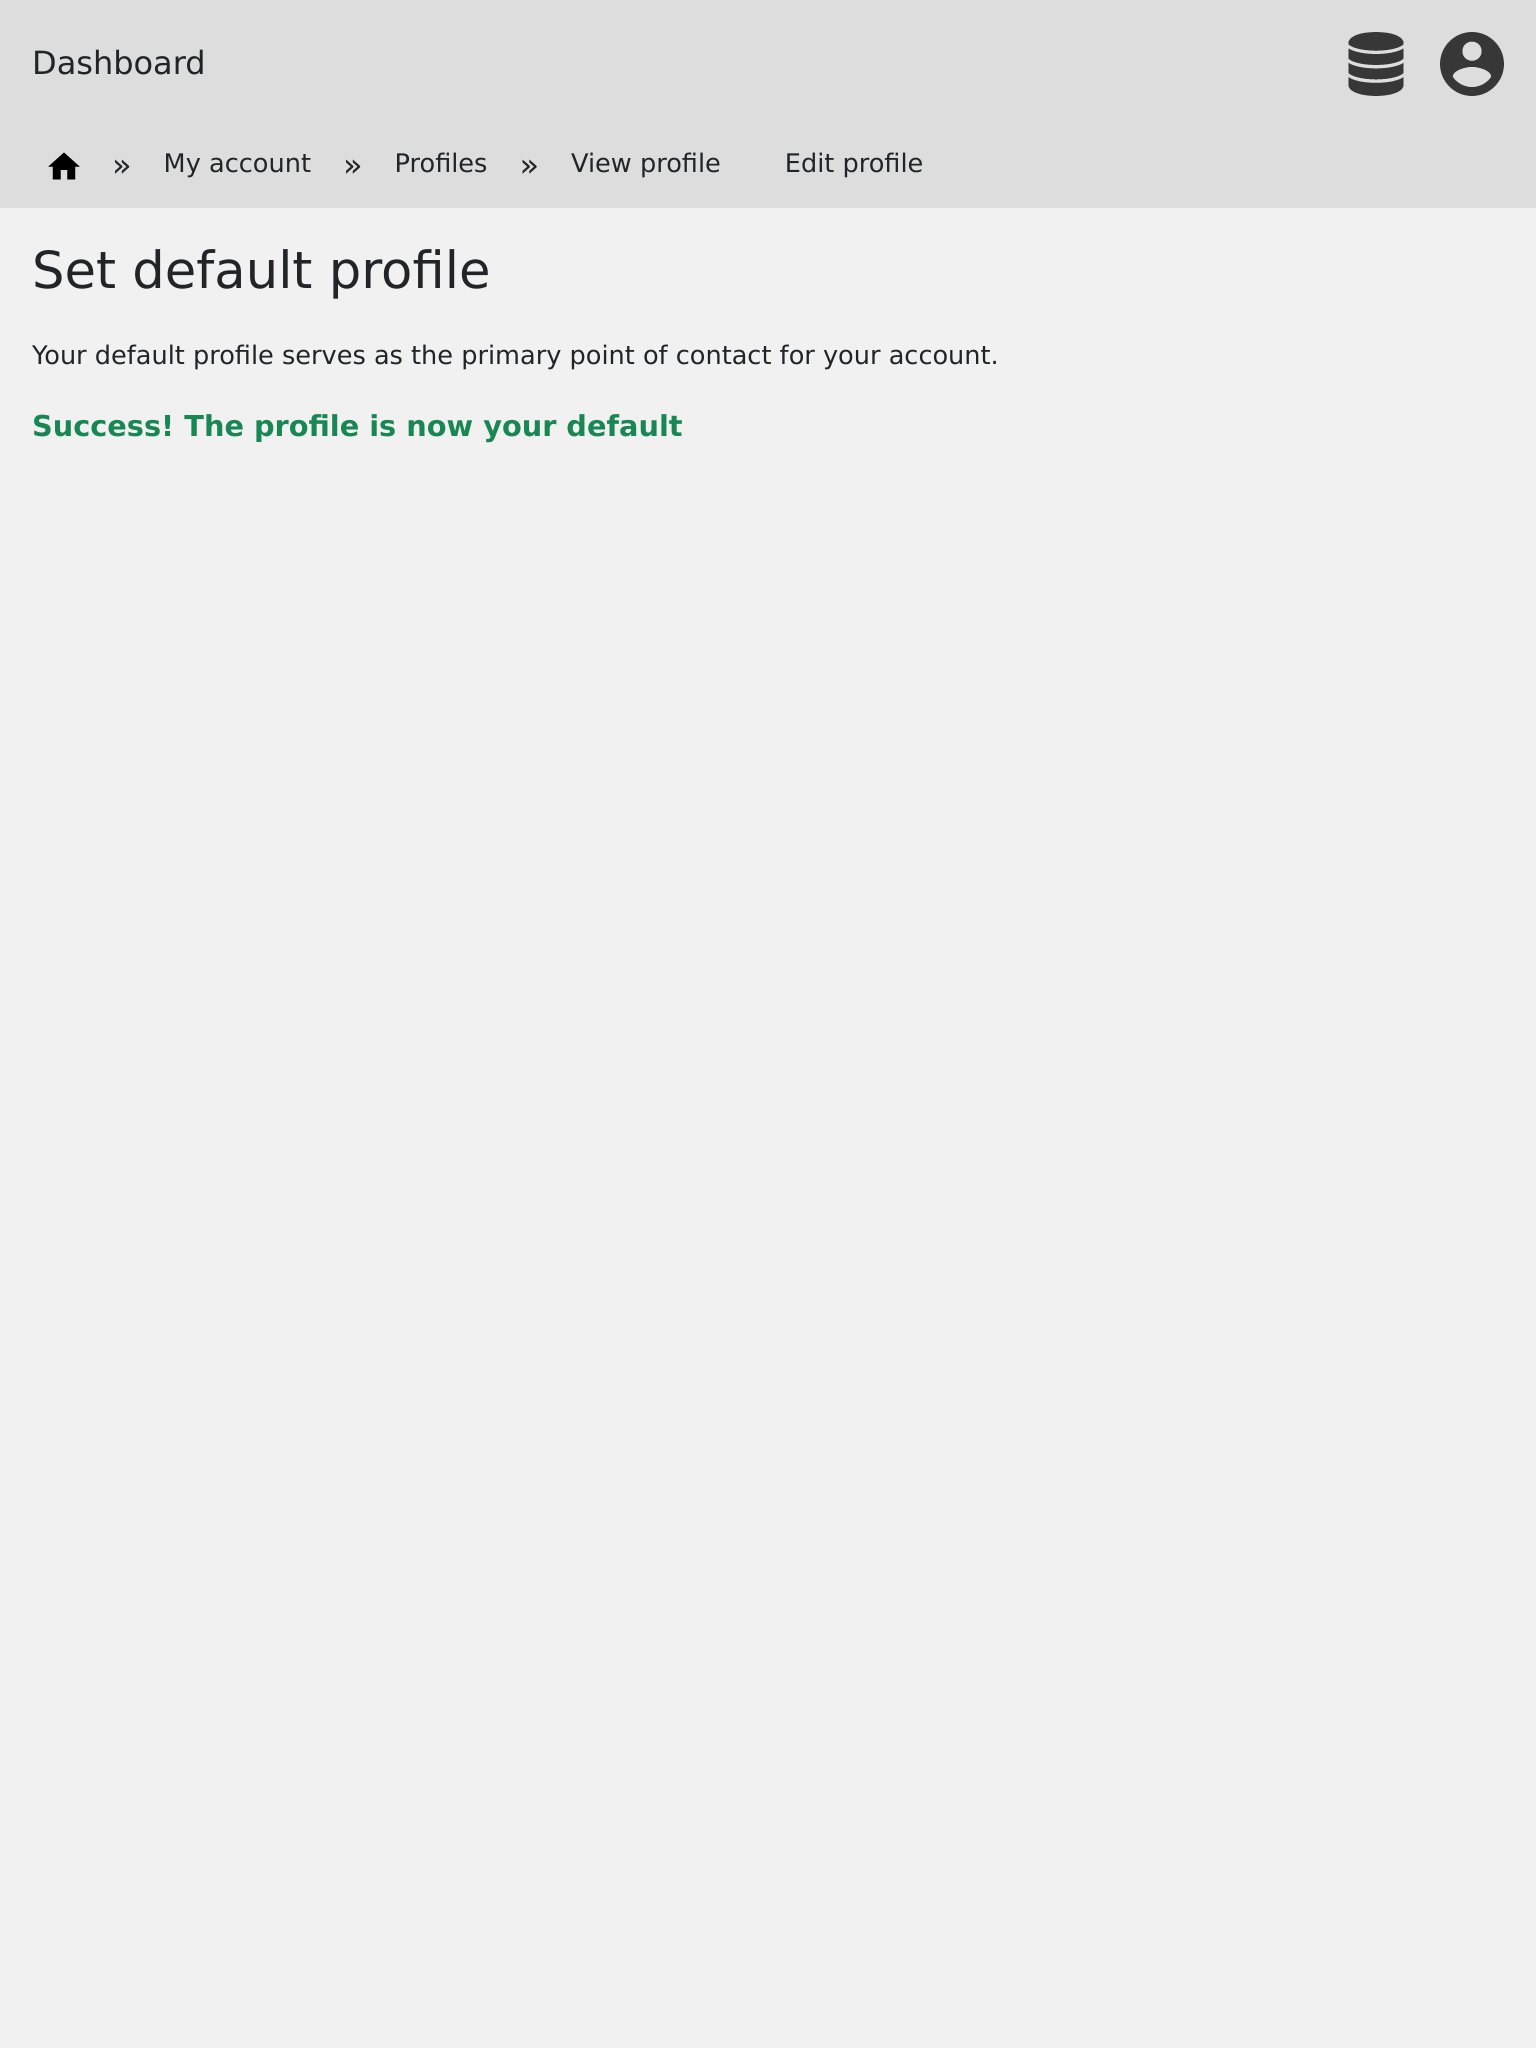 Dashboard
» My account » Profiles » View profile Edit profile
Set default profile
Your default profile serves as the primary point of contact for your account.
Success! The profile is now your default